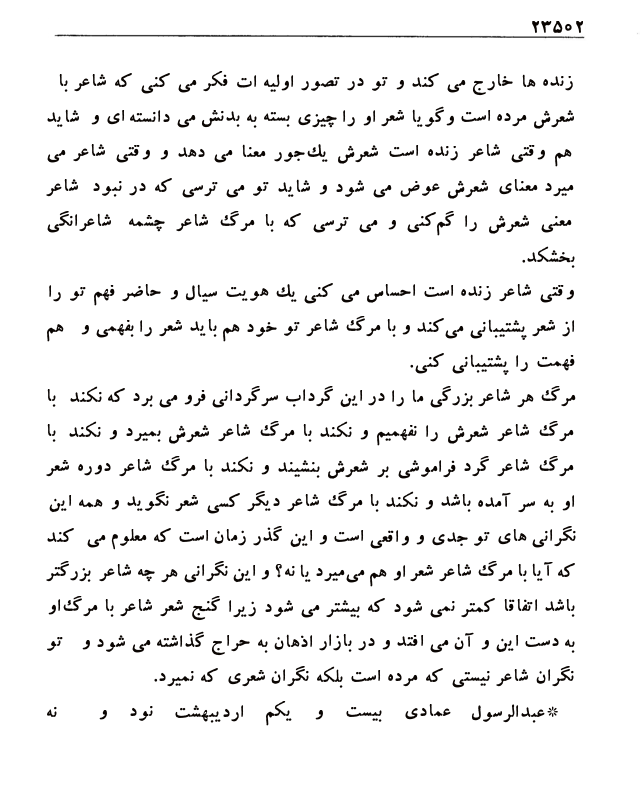 ۲۳۵۰۲
زنده ها خارج می کند و تو در تصور اولیه ات فکر می کنی که شاعر با
شعرش مرده است وگویا شعر او را چیزی بسته به بدنش می دانسته ای و شاید
هم وقتی شاعر زنده است شعرش یك‌جور معنا می دهد و وقتی شاعر می
میرد معنای شعرش عوض می شود و شاید تو می ترسی که در نبود شاعر
معنی شعرش را گم‌کنی و می ترسی که با مرگ شاعر چشمه شاعرانگی
بخشکد.
وقتی شاعر زنده است احساس می کنی یك هویت سیال و حاضر فهم تو را
از شعر پشتیبانی می‌کند و با مرگ شاعر تو خود هم باید شعر را بفهمی و هم
فهمت را پشتیبانی کنی.
مرگ هر شاعر بزرگی ما را در این گرداب سرگردانی فرو می برد که نکند با
مرگ شاعر شعرش را نفهمیم و نکند با مرگ شاعر شعرش بمیرد و نکند با
مرگ شاعر گرد فراموشی بر شعرش بنشیند و نکند با مرگ شاعر دوره شعر
او به سر آمده باشد و نکند با مرگ شاعر دیگر کسی شعر نگوید و همه این
نگرانی های تو جدی و واقعی است و این گذر زمان است که معلوم می کند
که آیا با مرگ شاعر شعر او هم می‌میرد یا نه؟ و این نگرانی هر چه شاعر بزرگتر
باشد اتفاقا کمتر نمی شود که بیشتر می شود زیرا گنج شعر شاعر با مرگ‌او
به دست این و آن می افتد و در بازار اذهان به حراج گذاشته می شود و تو
نگران شاعر نیستی که مرده است بلکه نگران شعری که نمیرد.
*عبدالرسول عمادی بیست و یکم اردیبهشت نود و نه